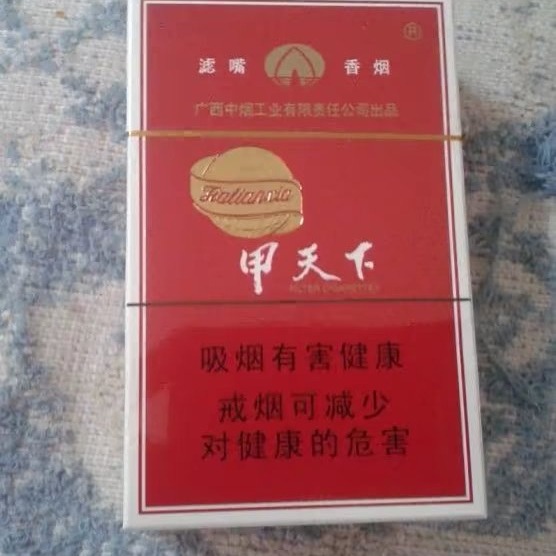 滤嘴 香烟
广西中烟工业有限责任公司出品
甲天下
FILTER CIGARETTES
吸烟有害健康
戒烟可减少
对健康的危害